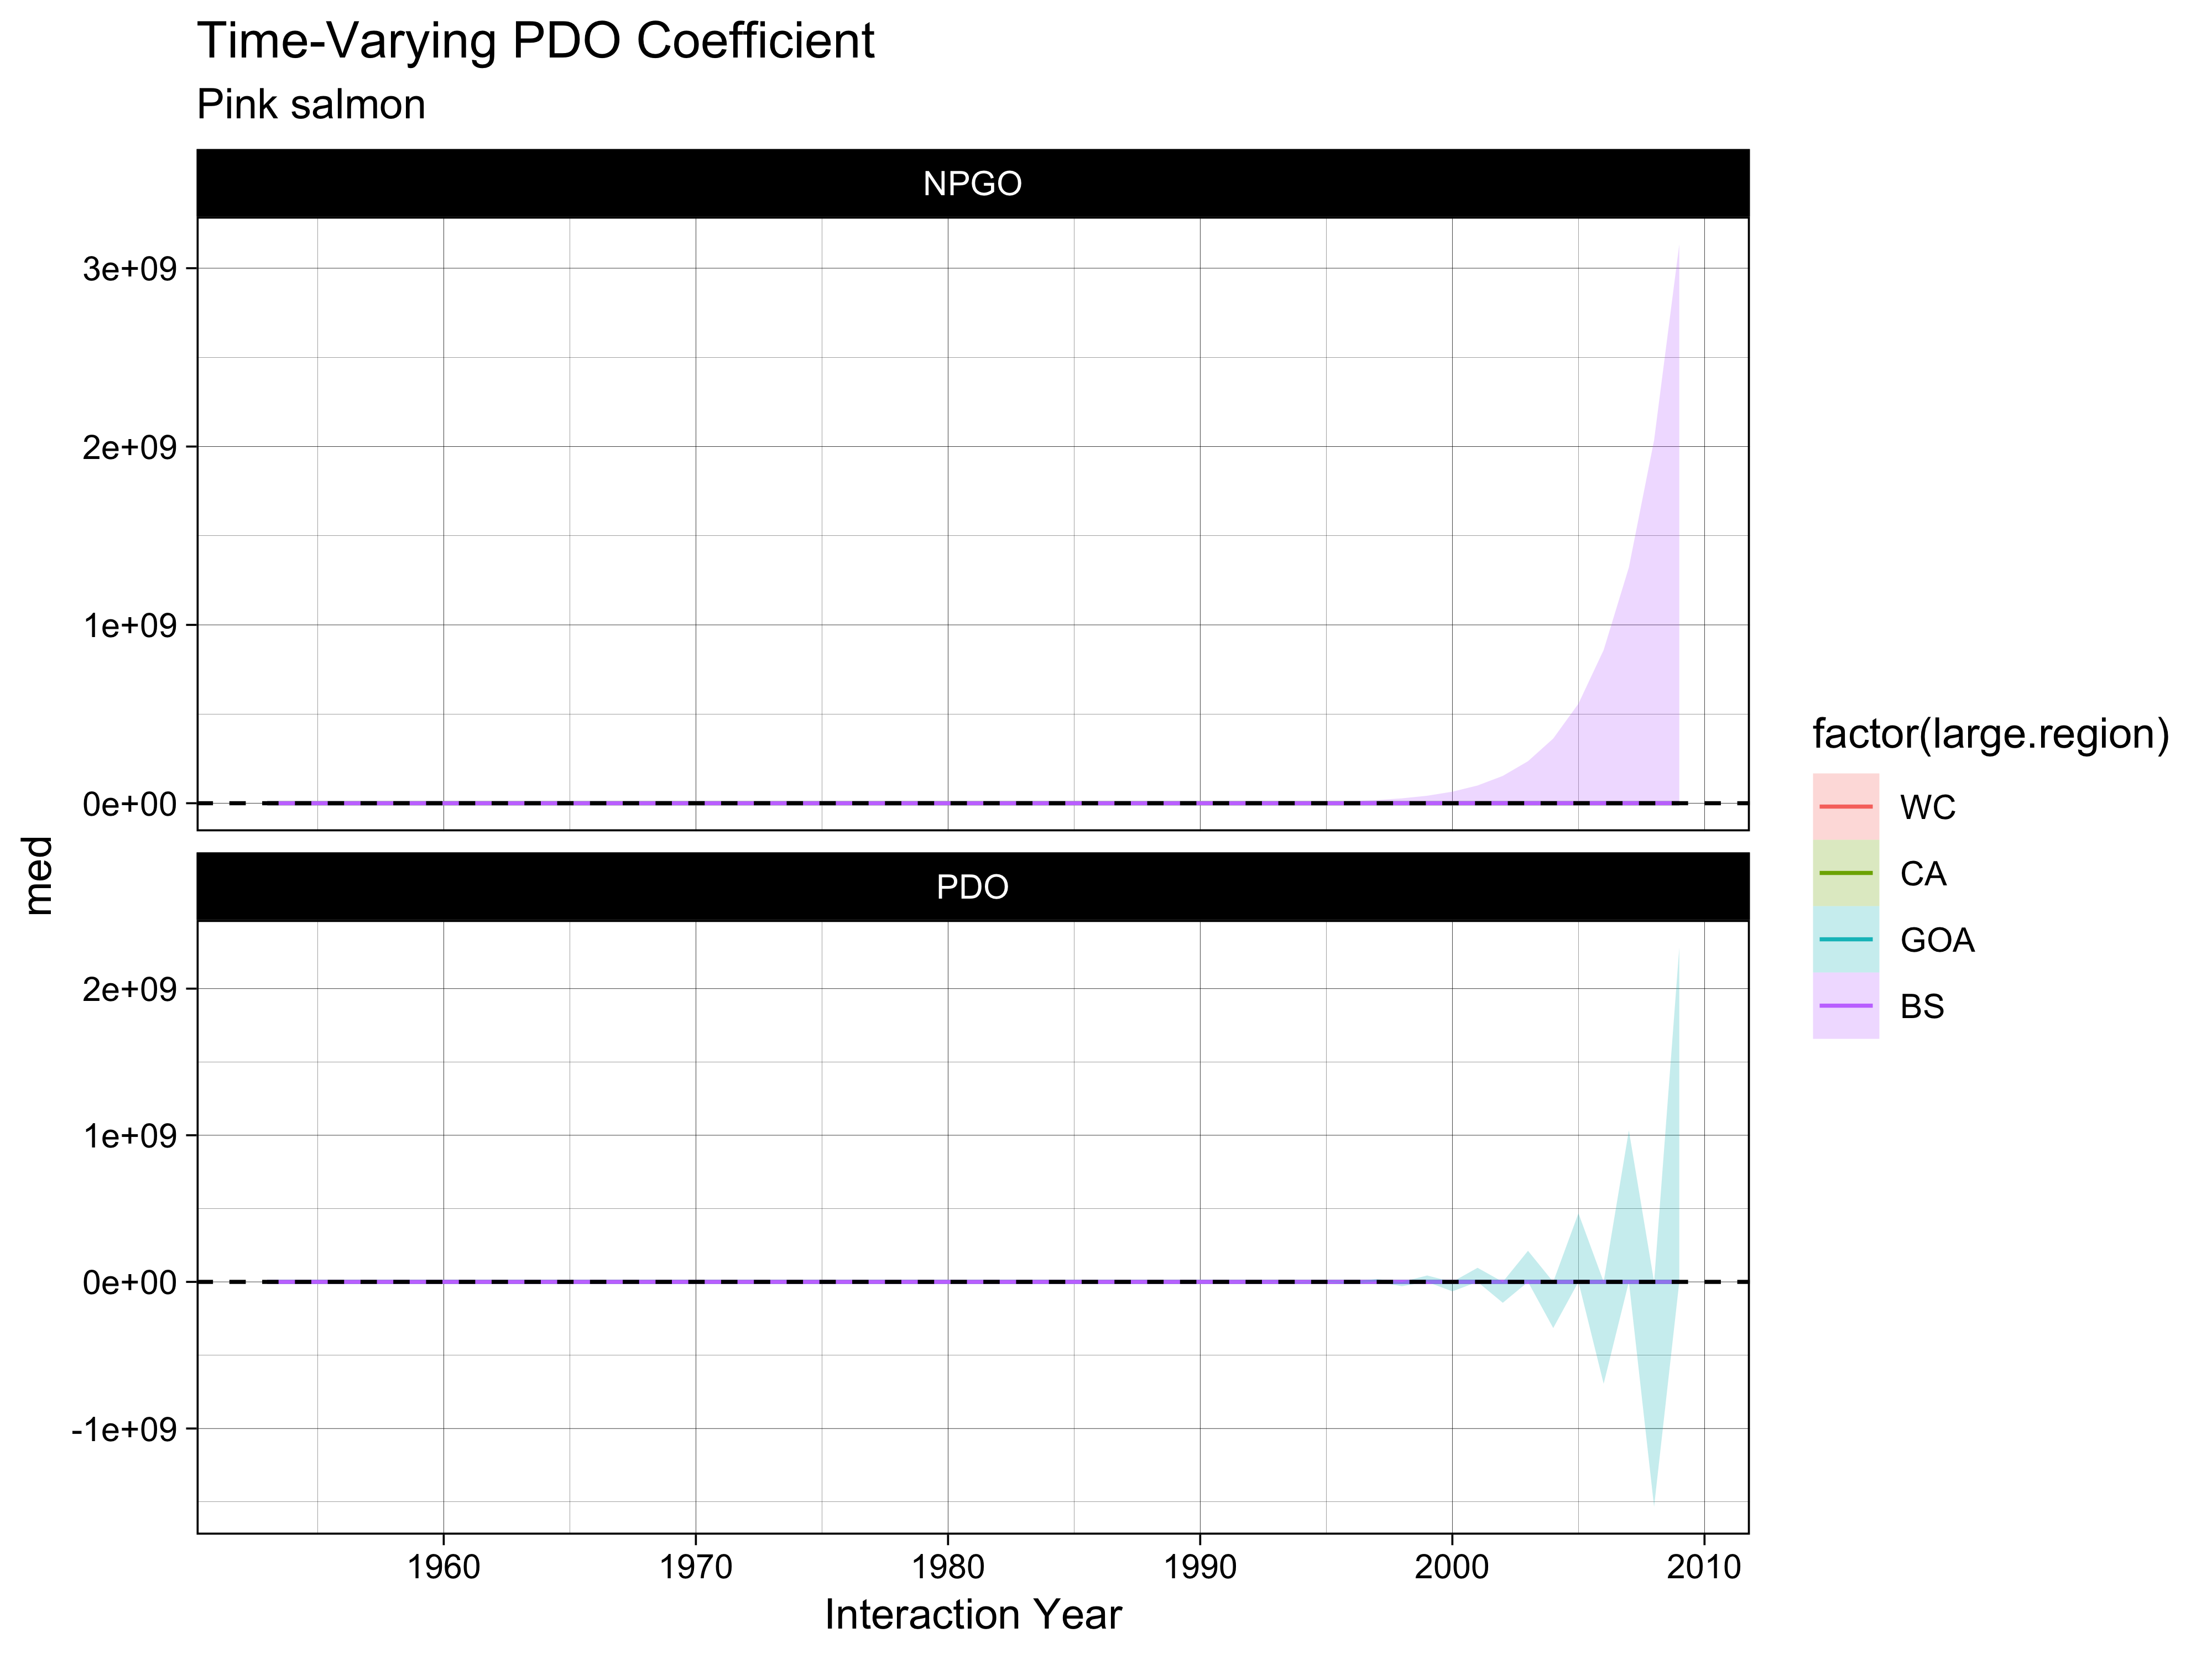 Time-Varying PDO Coefficient
Pink salmon
NPGO
3e+09
2e+09
1e+09
0e+00
PDO
2e+09
1e+09
0e+00
-1e+09
med
1960 1970 1980 1990 2000 2010
Interaction Year
factor(large.region)
WC
CA
GOA
BS